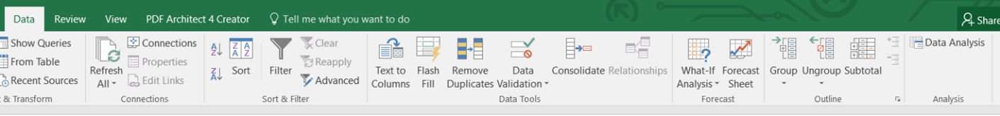 Data Review View PDF Architect 4 Creator Tell me what you want to do Share
Show Queries
From Table
Recent Sources
& Transform
Refresh
All
Connections
Properties
Edit Links
Connections
A
Z
Z
A
Z A
A Z
Sort
Filter
Clear
Reapply
Advanced
Sort & Filter
Text to
Columns
Flash
Fill
Remove
Duplicates
Data
Validation
Consolidate
Relationships
Data Tools
What-If
Analysis
Forecast
Sheet
Forecast
Group
Ungroup
Subtotal
Outline
Data Analysis
Analysis